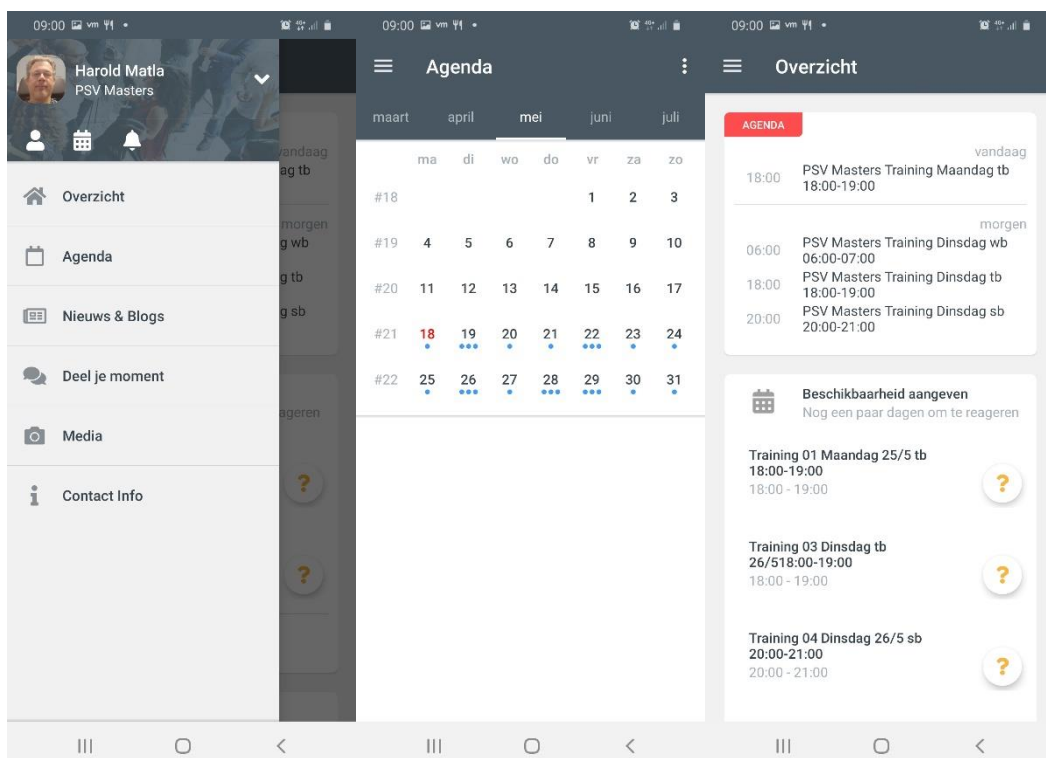 09:00 vm
Harold Matla
PSV Masters
vandaag
ag tb
Overzicht
morgen
g wb
Agenda
g tb
Nieuws & Blogs
g sb
Deel je moment
ageren
Media
?
Contact Info
?
09:00 vm
Agenda
maart april mei juni juli
ma di wo do vr za zo
#18 1 2 3
#19 4 5 6 7 8 9 10
#20 11 12 13 14 15 16 17
#21 18 19 20 21 22 23 24
#22 25 26 27 28 29 30 31
09:00 vm
Overzicht
AGENDA
vandaag
18:00 PSV Masters Training Maandag tb
18:00-19:00
morgen
06:00 PSV Masters Training Dinsdag wb
06:00-07:00
18:00 PSV Masters Training Dinsdag tb
18:00-19:00
20:00 PSV Masters Training Dinsdag sb
20:00-21:00
Beschikbaarheid aangeven
Nog een paar dagen om te reageren
Training 01 Maandag 25/5 tb
18:00-19:00
18:00 - 19:00
?
Training 03 Dinsdag tb
26/518:00-19:00
18:00 - 19:00
?
Training 04 Dinsdag 26/5 sb
20:00-21:00
20:00 - 21:00
?